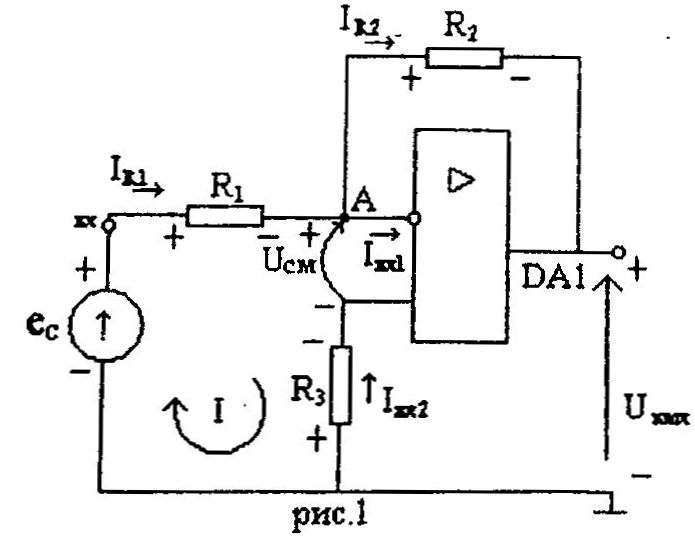 I_R2 R₂
I_R1 R₁ A
вх + − + U_см I_вх1
+ −
DA1 +
e_C −
I R₃ I_вх2 U_вых
рис.1